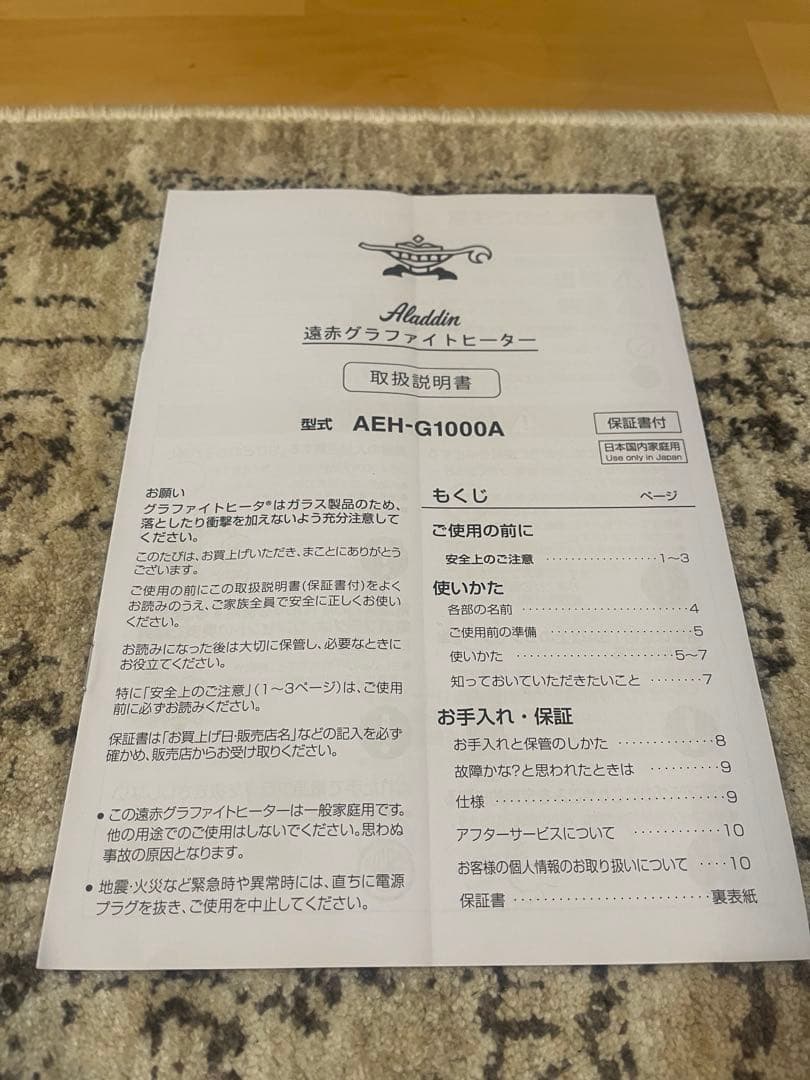 Aladdin
遠赤グラファイトヒーター
取扱説明書
型式 AEH-G1000A
保証書付
日本国内家庭用
Use only in Japan
お願い
グラファイトヒータ®はガラス製品のため、
落としたり衝撃を加えないよう充分注意して
ください。
このたびは、お買上げいただき、まことにありがとう
ございます。
ご使用の前にこの取扱説明書(保証書付)をよく
お読みのうえ、ご家族全員で安全に正しくお使い
ください。
お読みになった後は大切に保管し、必要なときに
お役立てください。
特に「安全上のご注意」(1～3ページ)は、ご使用
前に必ずお読みください。
保証書は「お買上げ日・販売店名」などの記入を必ず
確かめ、販売店からお受け取りください。
● この遠赤グラファイトヒーターは一般家庭用です。
他の用途でのご使用はしないでください。思わぬ
事故の原因となります。
● 地震・火災など緊急時や異常時には、直ちに電源
プラグを抜き、ご使用を中止してください。
もくじ ページ
ご使用の前に
安全上のご注意 ‥‥‥‥‥‥1～3
使いかた
各部の名前 ‥‥‥‥‥‥‥‥4
ご使用前の準備 ‥‥‥‥‥‥‥5
使いかた ‥‥‥‥‥‥‥‥5～7
知っておいていただきたいこと ‥‥‥‥7
お手入れ・保証
お手入れと保管のしかた ‥‥‥‥‥‥8
故障かな?と思われたときは ‥‥‥‥‥9
仕様 ‥‥‥‥‥‥‥‥‥‥‥9
アフターサービスについて ‥‥‥‥‥10
お客様の個人情報のお取り扱いについて ‥‥10
保証書 ‥‥‥‥‥‥‥‥‥裏表紙